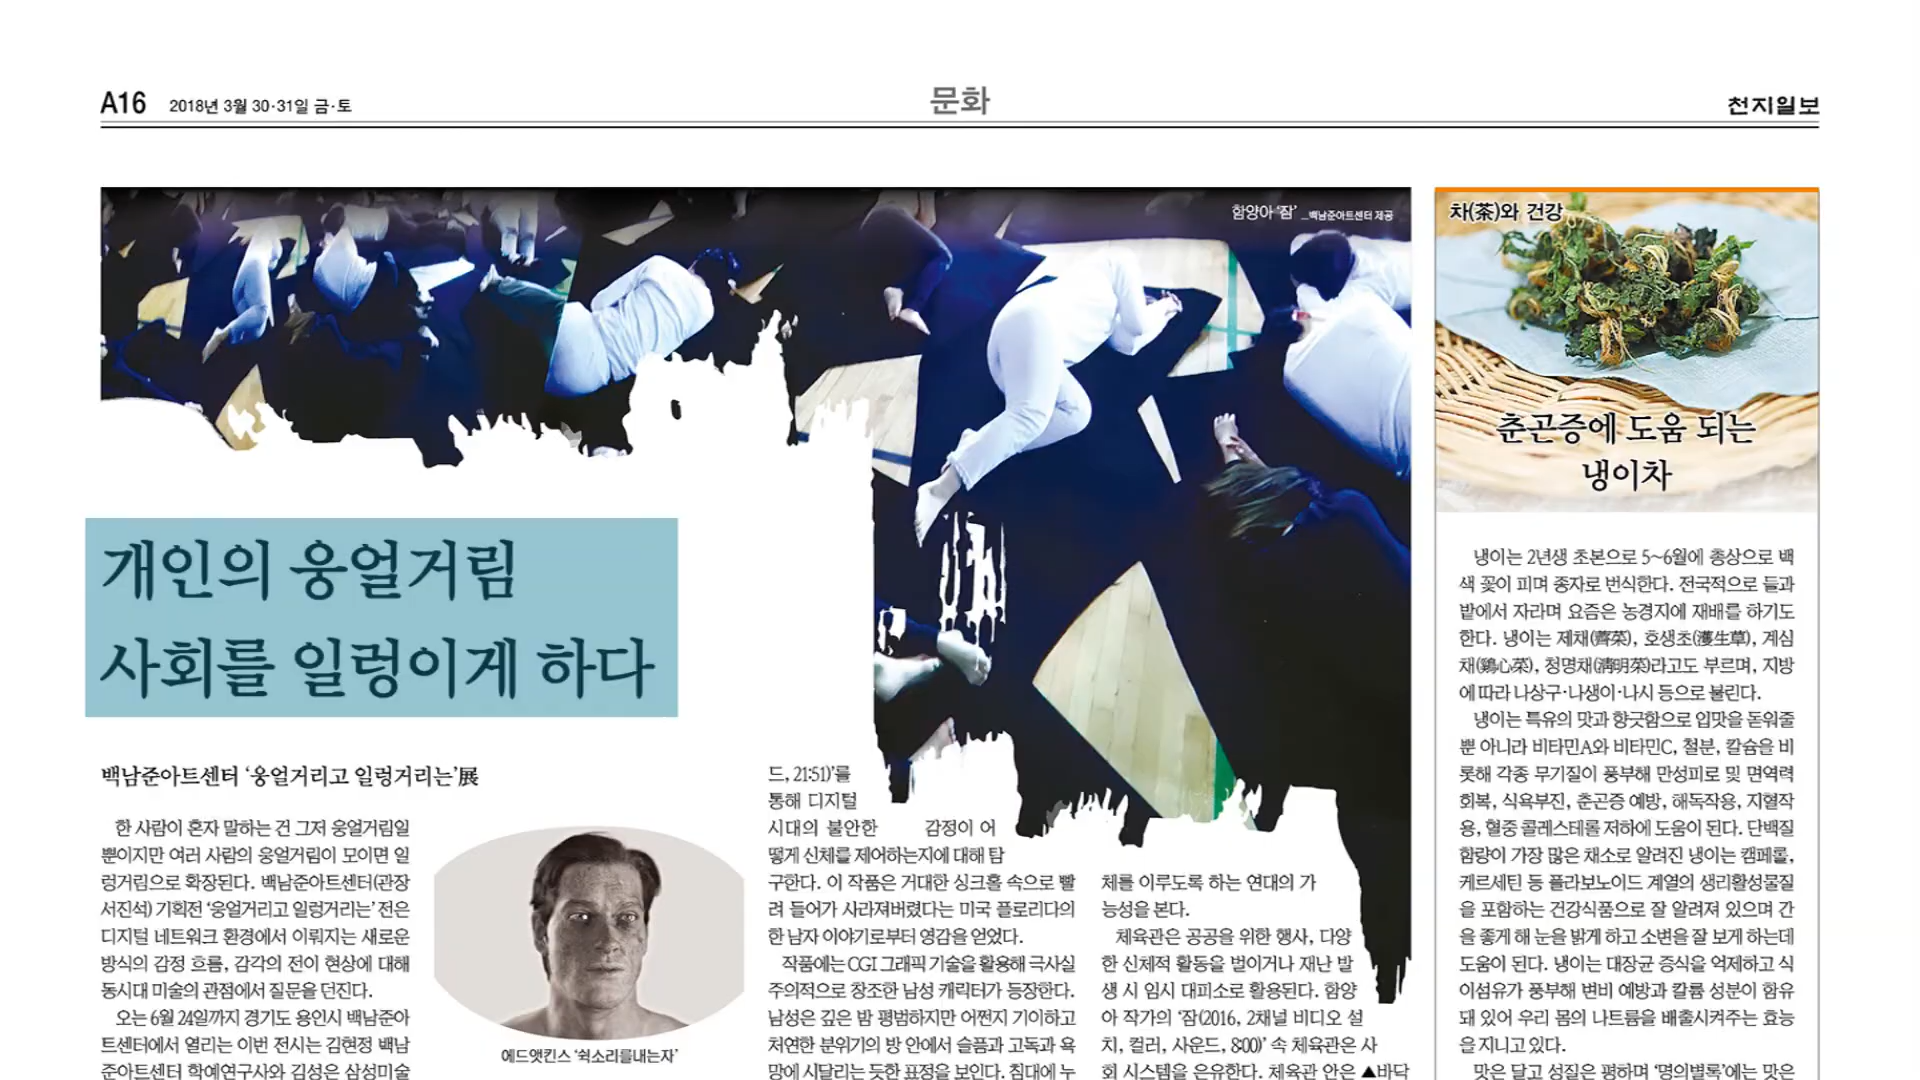 A16 2018년 3월 30·31일 금·토
문화
천지일보
함양아 ‘잠’ _백남준아트센터 제공
개인의 웅얼거림
사회를 일렁이게 하다
백남준아트센터 ‘웅얼거리고 일렁거리는’展
한 사람이 혼자 말하는 건 그저 웅얼거림일
뿐이지만 여러 사람의 웅얼거림이 모이면 일
렁거림으로 확장된다. 백남준아트센터(관장
서진석) 기획전 ‘웅얼거리고 일렁거리는’ 전은
디지털 네트워크 환경에서 이뤄지는 새로운
방식의 감정 흐름, 감각의 전이 현상에 대해
동시대 미술의 관점에서 질문을 던진다.
오는 6월 24일까지 경기도 용인시 백남준아
트센터에서 열리는 이번 전시는 김현정 백남
준아트센터 학예연구사와 김성은 삼성미술
에드앳킨스 ‘쉭소리를내는자’
드, 21:51)’를
통해 디지털
시대의 불안한 감정이 어
떻게 신체를 제어하는지에 대해 탐
구한다. 이 작품은 거대한 싱크홀 속으로 빨
려 들어가 사라져버렸다는 미국 플로리다의
한 남자 이야기로부터 영감을 얻었다.
작품에는 CGI 그래픽 기술을 활용해 극사실
주의적으로 창조한 남성 캐릭터가 등장한다.
남성은 깊은 밤 평범하지만 어쩐지 기이하고
처연한 분위기의 방 안에서 슬픔과 고독과 욕
망에 시달리는 듯한 표정을 보인다. 침대에 누
체를 이루도록 하는 연대의 가
능성을 본다.
체육관은 공공을 위한 행사, 다양
한 신체적 활동을 벌이거나 재난 발
생 시 임시 대피소로 활용된다. 함양
아 작가의 ‘잠(2016, 2채널 비디오 설
치, 컬러, 사운드, 8:00)’ 속 체육관은 사
회 시스템을 은유한다. 체육관 안은 ▲바닥
차(茶)와 건강
춘곤증에 도움 되는
냉이차
냉이는 2년생 초본으로 5~6월에 총상으로 백
색 꽃이 피며 종자로 번식한다. 전국적으로 들과
밭에서 자라며 요즘은 농경지에 재배를 하기도
한다. 냉이는 제채(薺菜), 호생초(護生草), 계심
채(鷄心菜), 청명채(淸明菜)라고도 부르며, 지방
에 따라 나상구·나생이·나시 등으로 불린다.
냉이는 특유의 맛과 향긋함으로 입맛을 돋워줄
뿐 아니라 비타민A와 비타민C, 철분, 칼슘을 비
롯해 각종 무기질이 풍부해 만성피로 및 면역력
회복, 식욕부진, 춘곤증 예방, 해독작용, 지혈작
용, 혈중 콜레스테롤 저하에 도움이 된다. 단백질
함량이 가장 많은 채소로 알려진 냉이는 캠페롤,
케르세틴 등 플라보노이드 계열의 생리활성물질
을 포함하는 건강식품으로 잘 알려져 있으며 간
을 좋게 해 눈을 밝게 하고 소변을 잘 보게 하는데
도움이 된다. 냉이는 대장균 증식을 억제하고 식
이섬유가 풍부해 변비 예방과 칼륨 성분이 함유
돼 있어 우리 몸의 나트륨을 배출시켜주는 효능
을 지니고 있다.
맛은 달고 성질은 평하며 ‘명의별록’에는 맛은